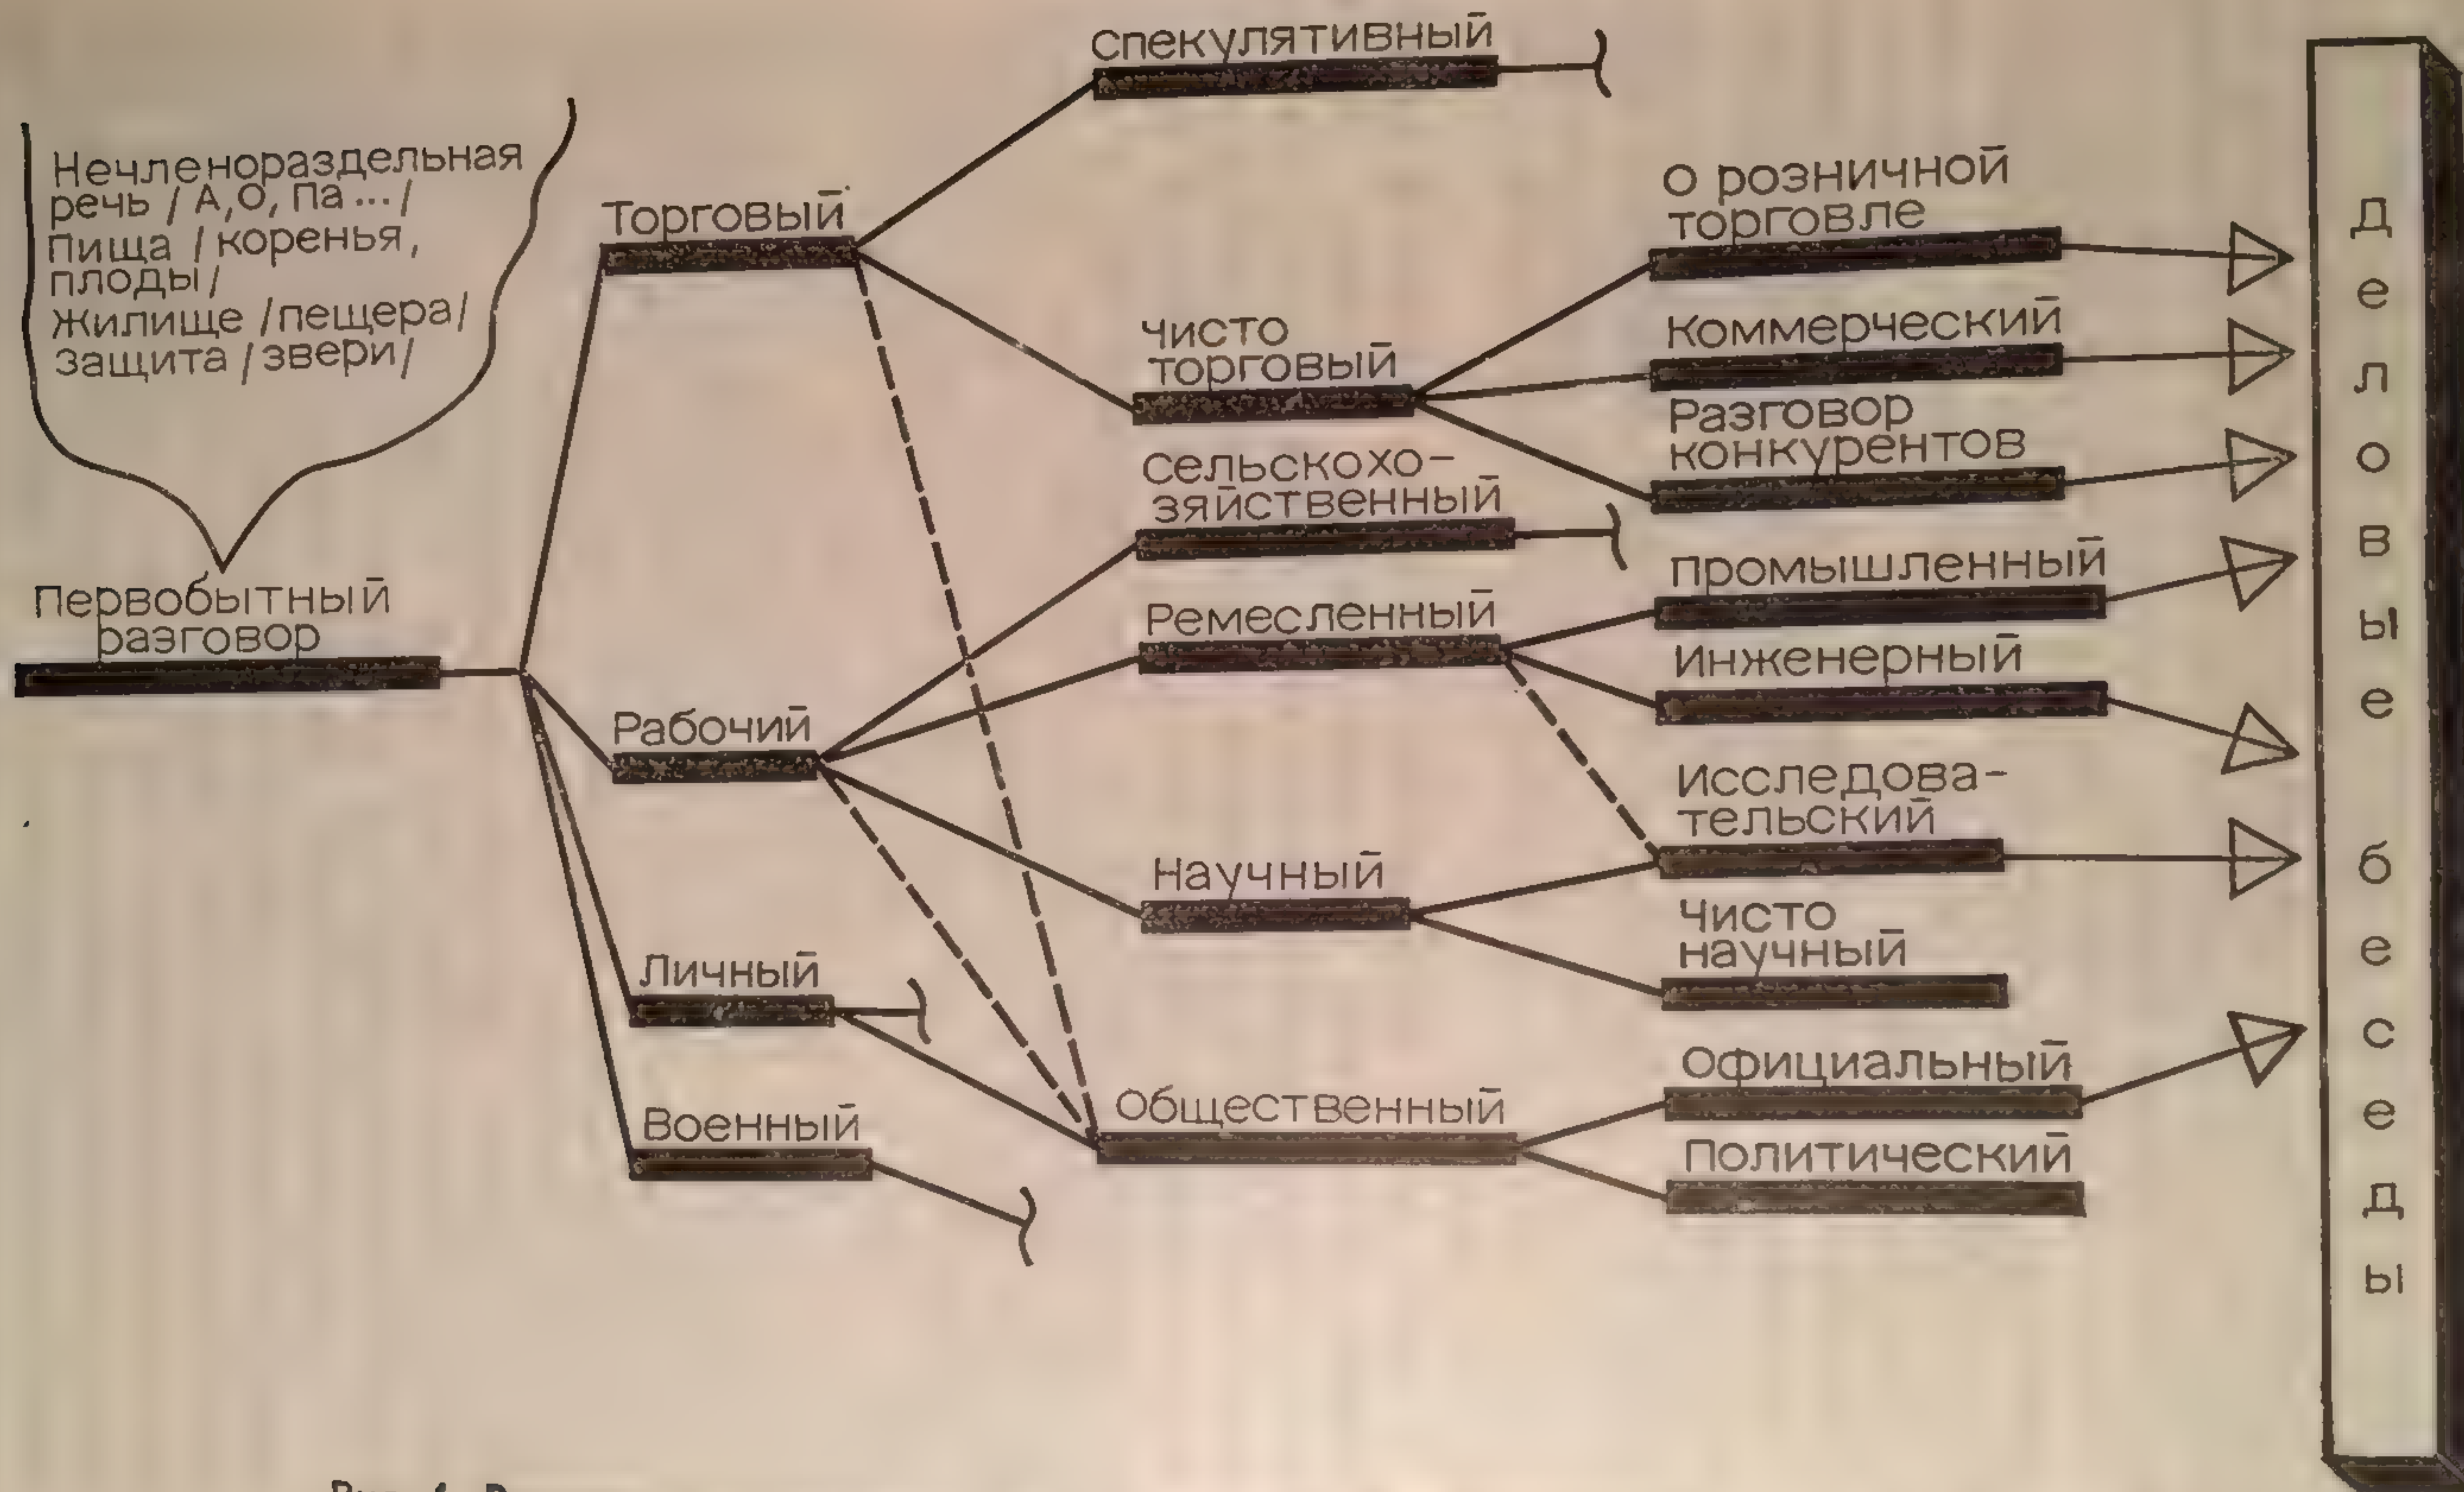 Нечленораздельная
речь / А, О, Па ... /
пища / коренья,
плоды /
жилище / пещера /
защита / звери /
Первобытный
разговор
Торговый
Рабочий
Личный
Военный
спекулятивный
чисто
торговый
сельскохо-
зяйственный
Ремесленный
Научный
Общественный
О розничной
торговле
коммерческий
Разговор
конкурентов
промышленный
инженерный
исследова-
тельский
Чисто
научный
официальный
политический
деловые беседы